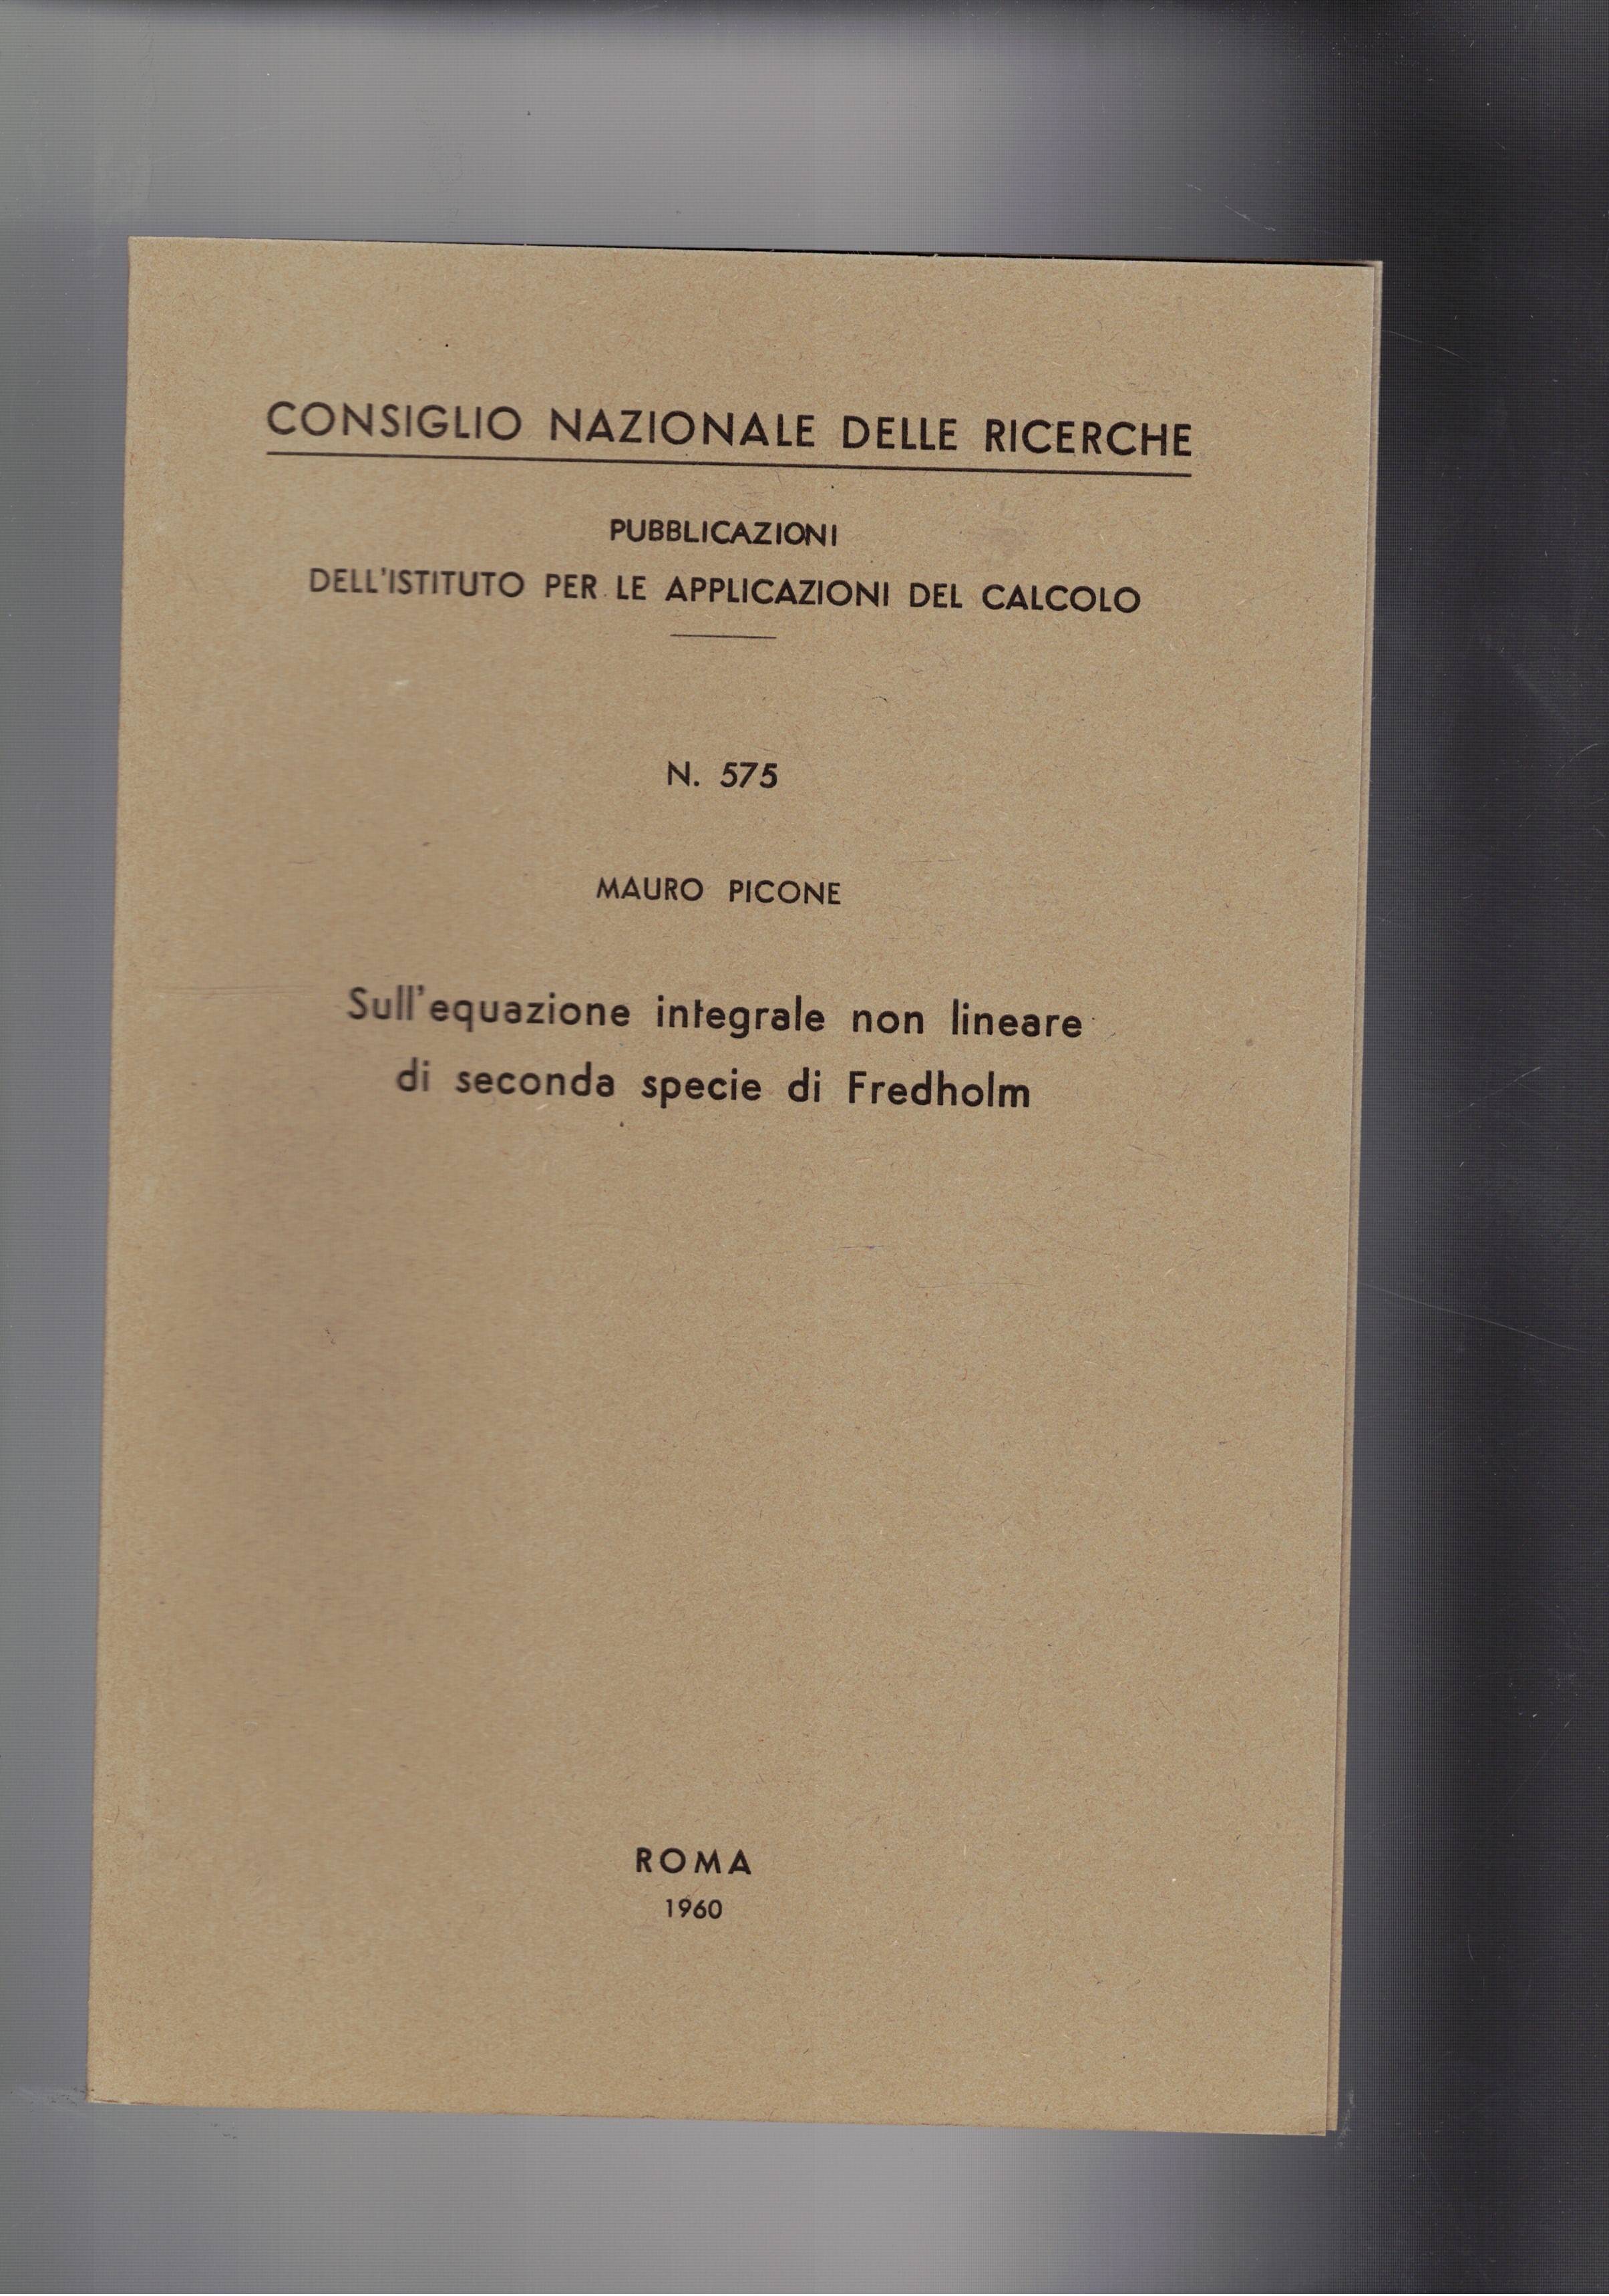 CONSIGLIO NAZIONALE DELLE RICERCHE
PUBBLICAZIONI
DELL'ISTITUTO PER LE APPLICAZIONI DEL CALCOLO
N. 575
MAURO PICONE
Sull'equazione integrale non lineare
di seconda specie di Fredholm
ROMA
1960